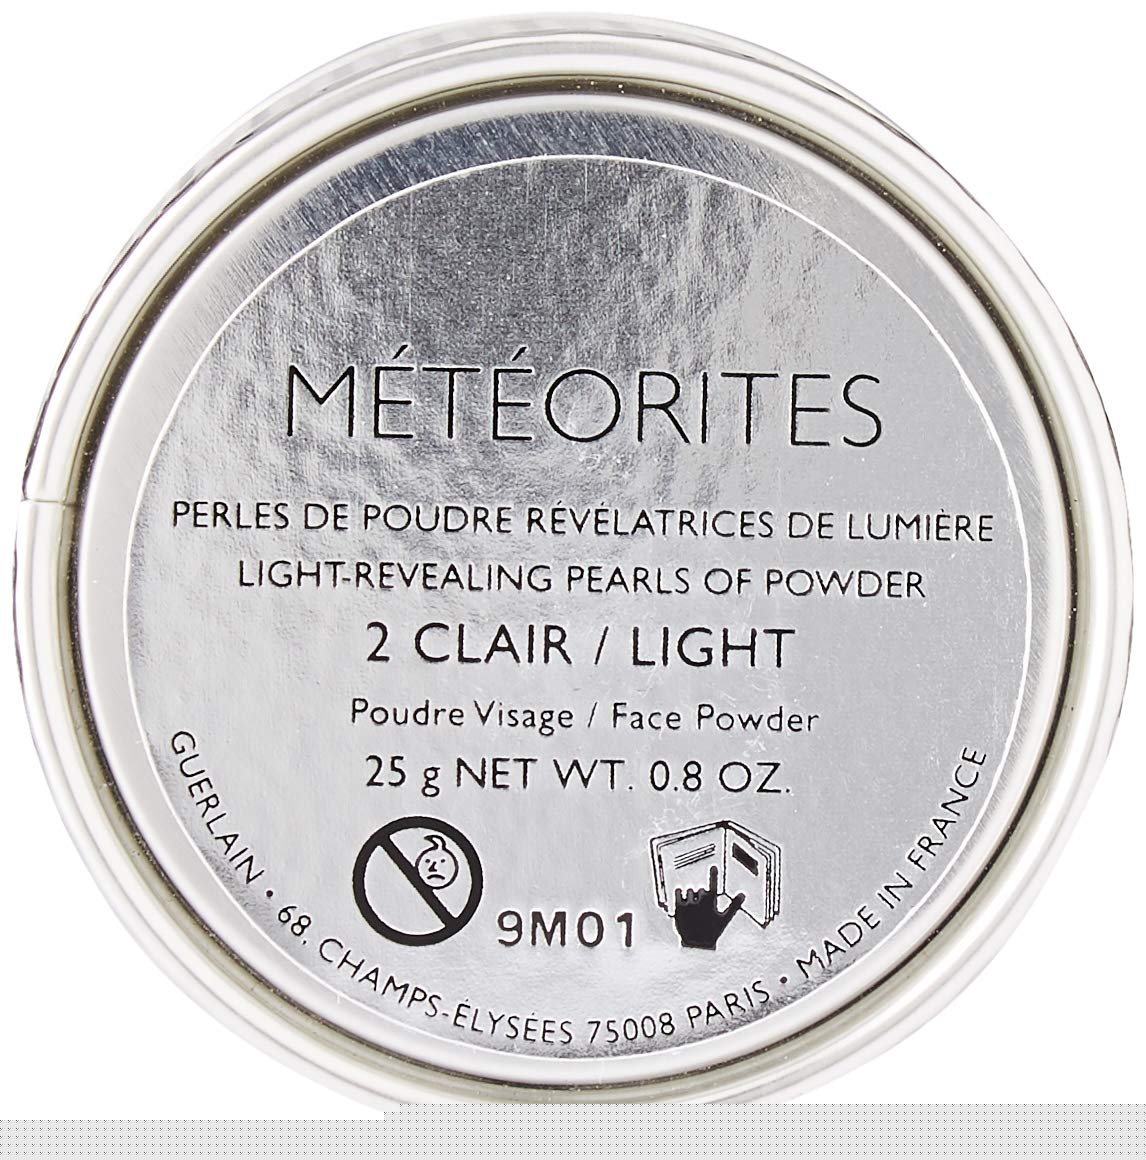 MÉTÉORITES
PERLES DE POUDRE RÉVÉLATRICES DE LUMIÈRE
LIGHT-REVEALING PEARLS OF POWDER
2 CLAIR / LIGHT
Poudre Visage / Face Powder
25 g NET WT. 0.8 OZ.
9M01
GUERLAIN • 68, CHAMPS-ÉLYSÉES 75008 PARIS • MADE IN FRANCE